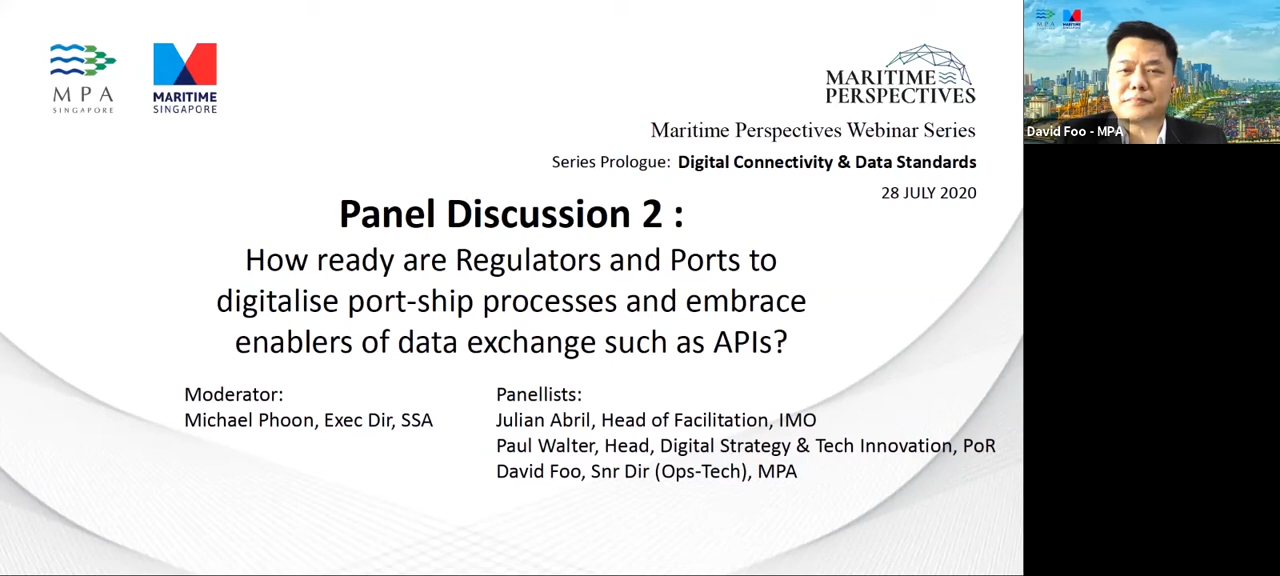 MPA
SINGAPORE
MARITIME
SINGAPORE
MARITIME
PERSPECTIVES
Maritime Perspectives Webinar Series
Series Prologue: Digital Connectivity & Data Standards
28 JULY 2020
Panel Discussion 2 :
How ready are Regulators and Ports to
digitalise port-ship processes and embrace
enablers of data exchange such as APIs?
Moderator:
Michael Phoon, Exec Dir, SSA
Panellists:
Julian Abril, Head of Facilitation, IMO
Paul Walter, Head, Digital Strategy & Tech Innovation, PoR
David Foo, Snr Dir (Ops-Tech), MPA
David Foo - MPA